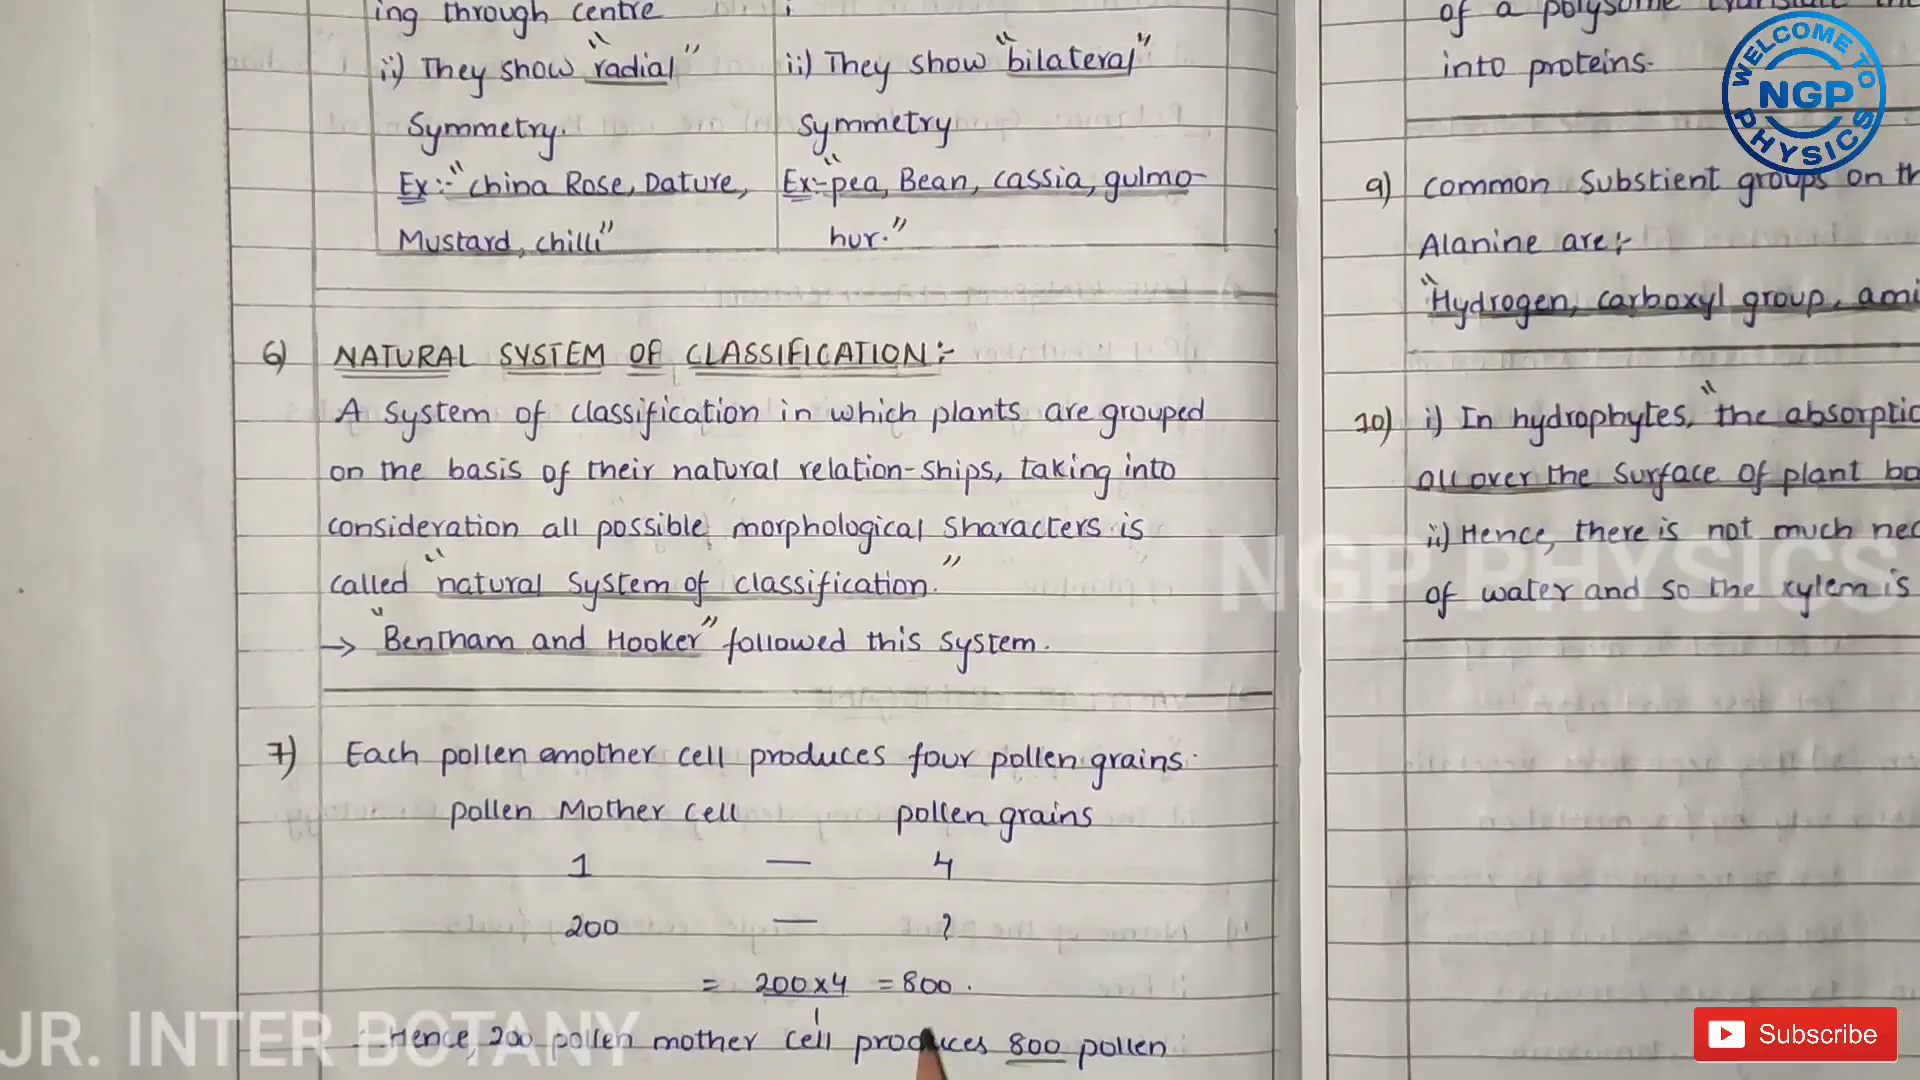 ing through centre
ii) They show "radial"
Symmetry.
Ex:- "china Rose, Dature,
Mustard, chilli"
ii) They show "bilateral"
symmetry
Ex:- "pea, Bean, cassia, gulmo-
hur."
6) NATURAL SYSTEM OF CLASSIFICATION:-
A system of classification in which plants are grouped
on the basis of their natural relation-ships, taking into
consideration all possible morphological sharacters is
called "natural system of classification."
→ "Bentham and Hooker" followed this system.
7) Each pollen mother cell produces four pollen grains.
pollen Mother cell pollen grains
1 — 4
200 — ?
= 200x4 = 800.
1
Hence, 200 pollen mother cell produces 800 pollen
of a polysome translate
into proteins.
9) common Substient groups on th
Alanine are:-
"Hydrogen, carboxyl group, ami
10) i) In hydrophytes, "the absorptio
all over the surface of plant bo
ii) Hence, there is not much nec
of water and so the xylem is
WELCOME TO
NGP
PHYSICS
NGP PHYSICS
JR. INTER BOTANY
Subscribe